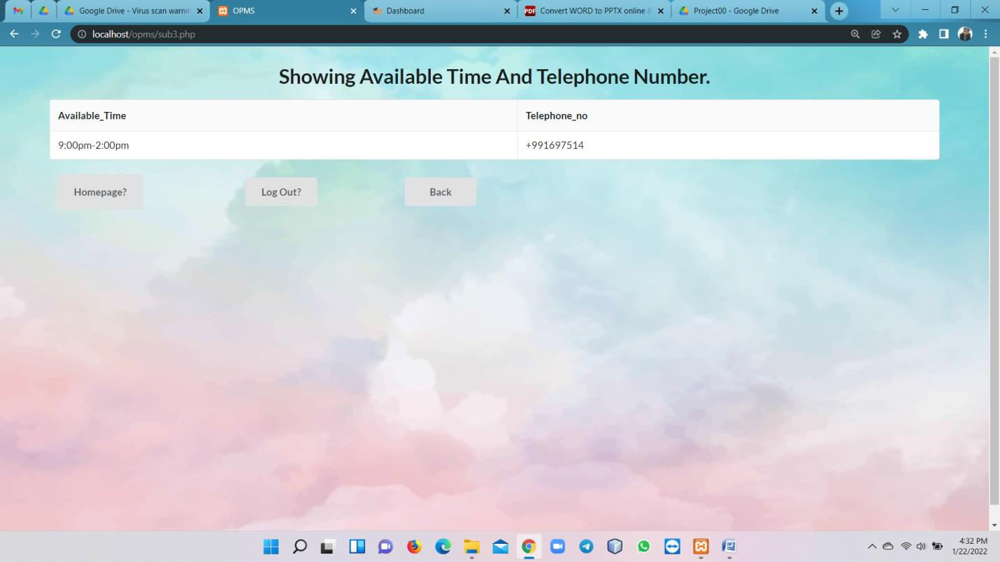 Google Drive - Virus scan warnin
OPMS
Dashboard
PDF
Convert WORD to PPTX online &
Project00 - Google Drive
localhost/opms/sub3.php
Showing Available Time And Telephone Number.
Available_Time Telephone_no
9:00pm-2:00pm +991697514
Homepage? Log Out? Back
4:32 PM
1/22/2022